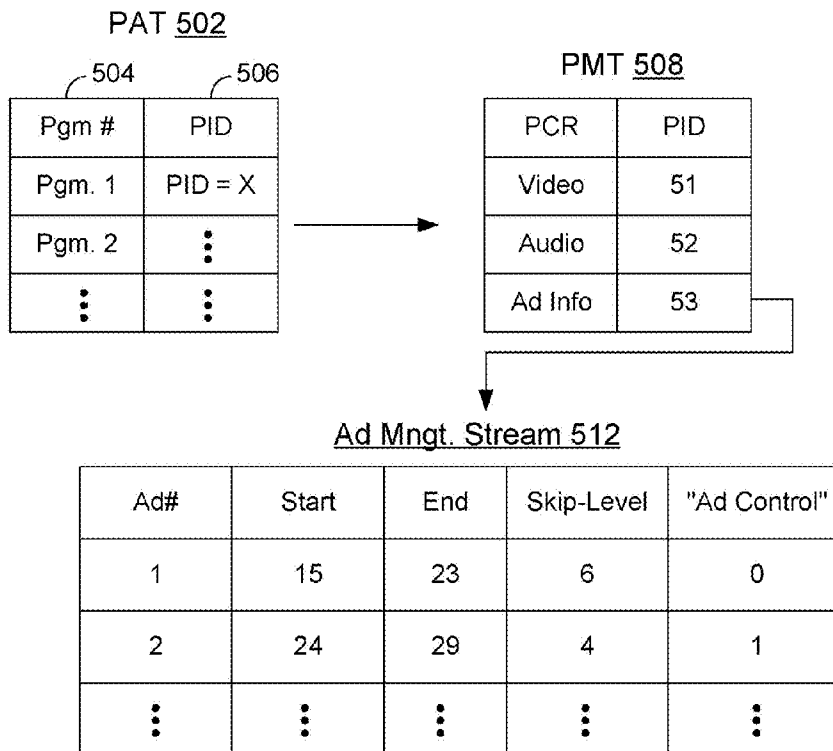 PAT 502
504
506
Pgm # PID
Pgm. 1 PID = X
Pgm. 2
PMT 508
PCR PID
Video 51
Audio 52
Ad Info 53
Ad Mngt. Stream 512
Ad# Start End Skip-Level "Ad Control"
1 15 23 6 0
2 24 29 4 1